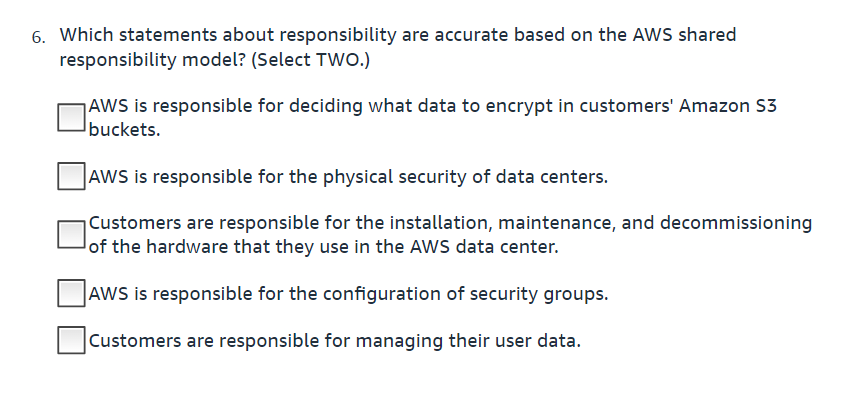 6. Which statements about responsibility are accurate based on the AWS shared
responsibility model? (Select TWO.)
AWS is responsible for deciding what data to encrypt in customers' Amazon S3
buckets.
AWS is responsible for the physical security of data centers.
Customers are responsible for the installation, maintenance, and decommissioning
of the hardware that they use in the AWS data center.
AWS is responsible for the configuration of security groups.
Customers are responsible for managing their user data.